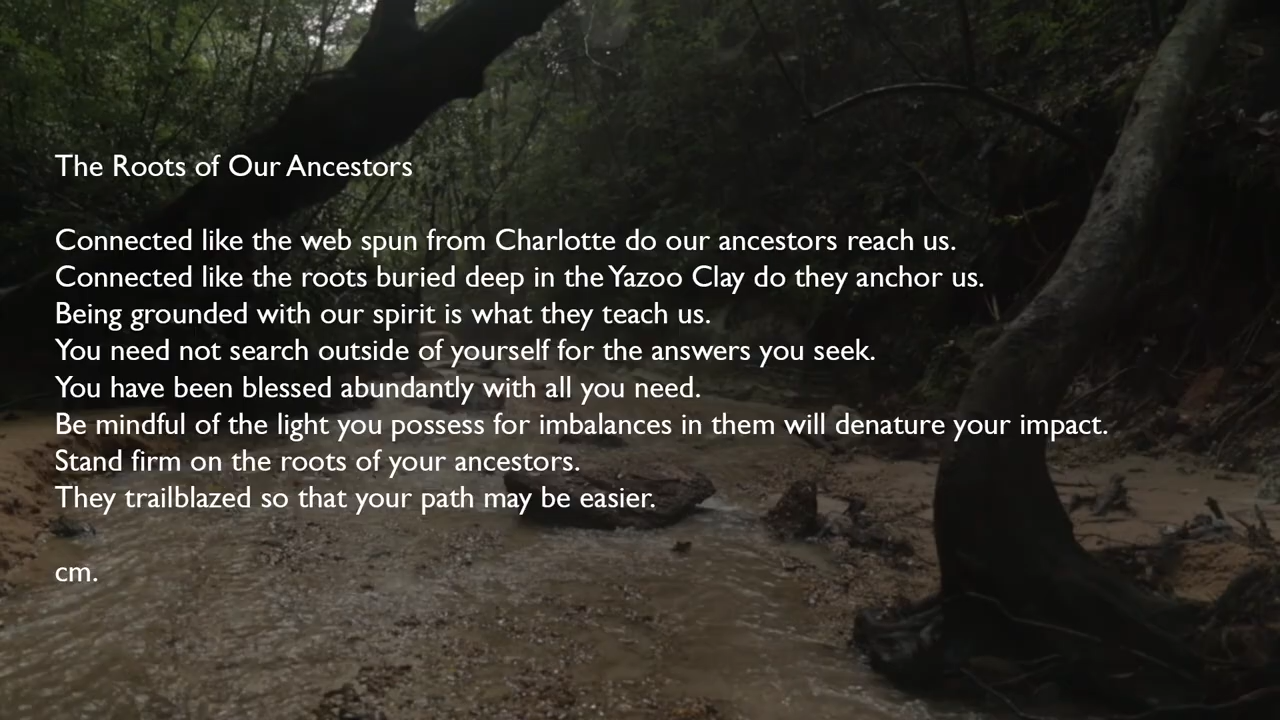 The Roots of Our Ancestors
Connected like the web spun from Charlotte do our ancestors reach us.
Connected like the roots buried deep in the Yazoo Clay do they anchor us.
Being grounded with our spirit is what they teach us.
You need not search outside of yourself for the answers you seek.
You have been blessed abundantly with all you need.
Be mindful of the light you possess for imbalances in them will denature your impact.
Stand firm on the roots of your ancestors.
They trailblazed so that your path may be easier.
cm.